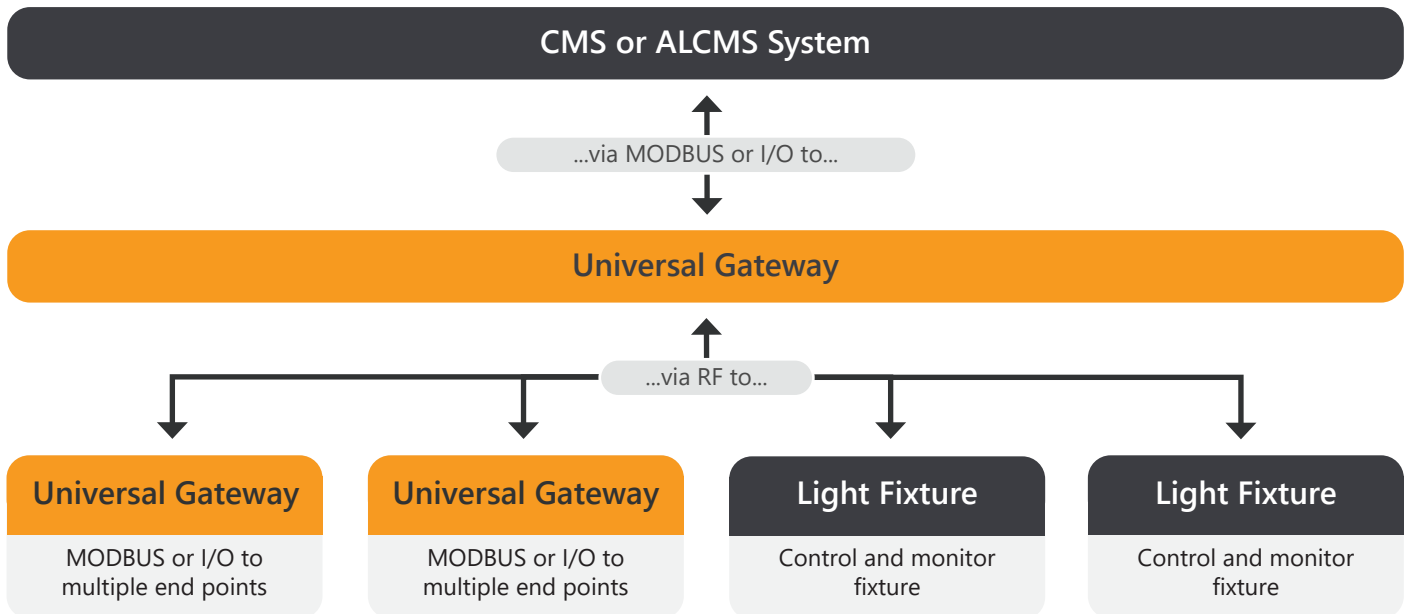 CMS or ALCMS System
...via MODBUS or I/O to...
Universal Gateway
...via RF to...
Universal Gateway
MODBUS or I/O to
multiple end points
Universal Gateway
MODBUS or I/O to
multiple end points
Light Fixture
Control and monitor
fixture
Light Fixture
Control and monitor
fixture